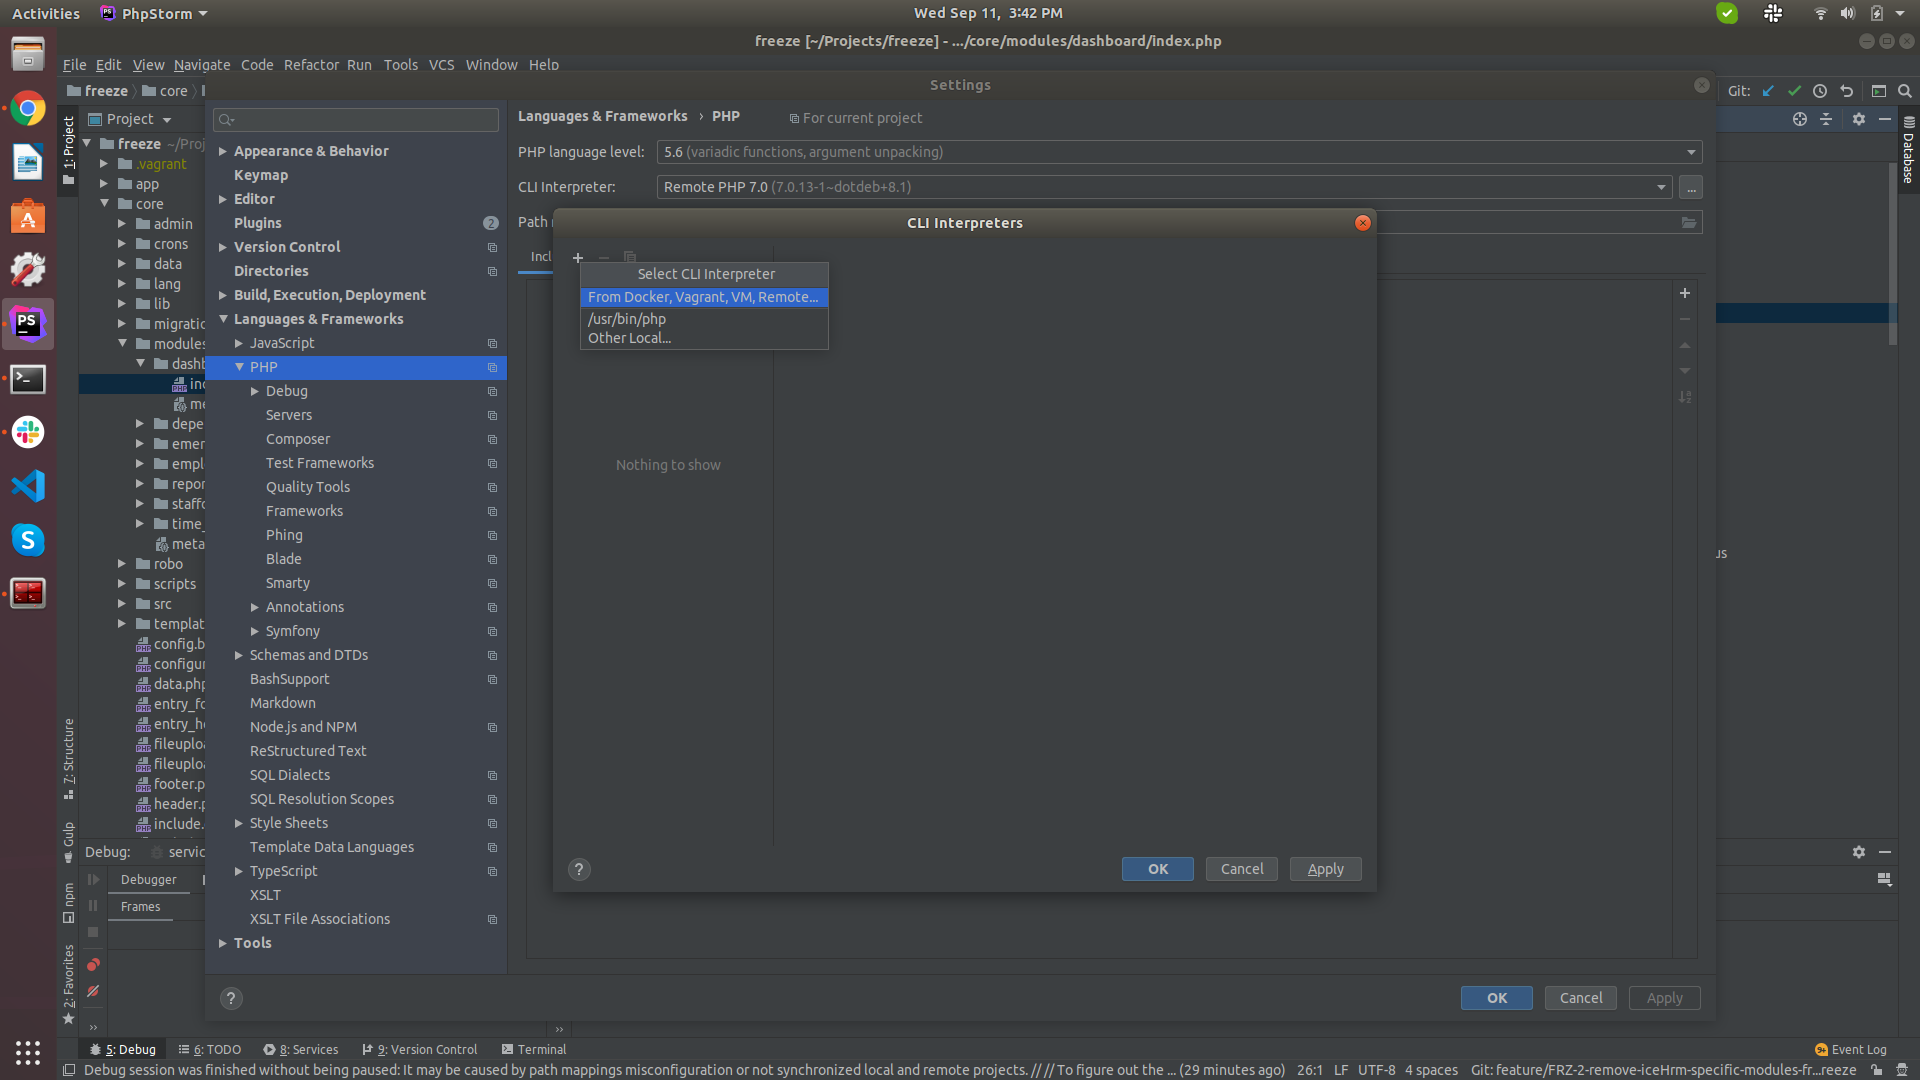 Activities
PhpStorm
Wed Sep 11, 3:42 PM
freeze [~/Projects/freeze] - .../core/modules/dashboard/index.php
File Edit View Navigate Code Refactor Run Tools VCS Window Help
freeze
core
Git:
Settings
1: Project
Project
Database
freeze ~/Proj
.vagrant
app
core
admin
crons
data
lang
lib
migratio
modules
dashb
ind
me
depe
emer
empl
repor
staffo
time_
meta
robo
scripts
src
templat
config.b
configur
data.php
entry_fo
entry_he
fileuploa
fileuploa
footer.p
header.p
include.
7: Structure
Gulp
npm
2: Favorites
Appearance & Behavior
Keymap
Editor
Plugins
2
Version Control
Directories
Build, Execution, Deployment
Languages & Frameworks
JavaScript
PHP
Debug
Servers
Composer
Test Frameworks
Quality Tools
Frameworks
Phing
Blade
Smarty
Annotations
Symfony
Schemas and DTDs
BashSupport
Markdown
Node.js and NPM
ReStructured Text
SQL Dialects
SQL Resolution Scopes
Style Sheets
Template Data Languages
TypeScript
XSLT
XSLT File Associations
Tools
Languages & Frameworks › PHP
For current project
PHP language level:
5.6 (variadic functions, argument unpacking)
CLI Interpreter:
Remote PHP 7.0 (7.0.13-1~dotdeb+8.1)
...
Path
Incl
CLI Interpreters
Select CLI Interpreter
From Docker, Vagrant, VM, Remote...
/usr/bin/php
Other Local...
Nothing to show
us
?
OK
Cancel
Apply
?
OK
Cancel
Apply
Debug:
servic
Debugger
Frames
5: Debug
6: TODO
8: Services
9: Version Control
Terminal
9+
Event Log
Debug session was finished without being paused: It may be caused by path mappings misconfiguration or not synchronized local and remote projects. // // To figure out the ... (29 minutes ago)
26:1
LF
UTF-8
4 spaces
Git: feature/FRZ-2-remove-iceHrm-specific-modules-fr...reeze